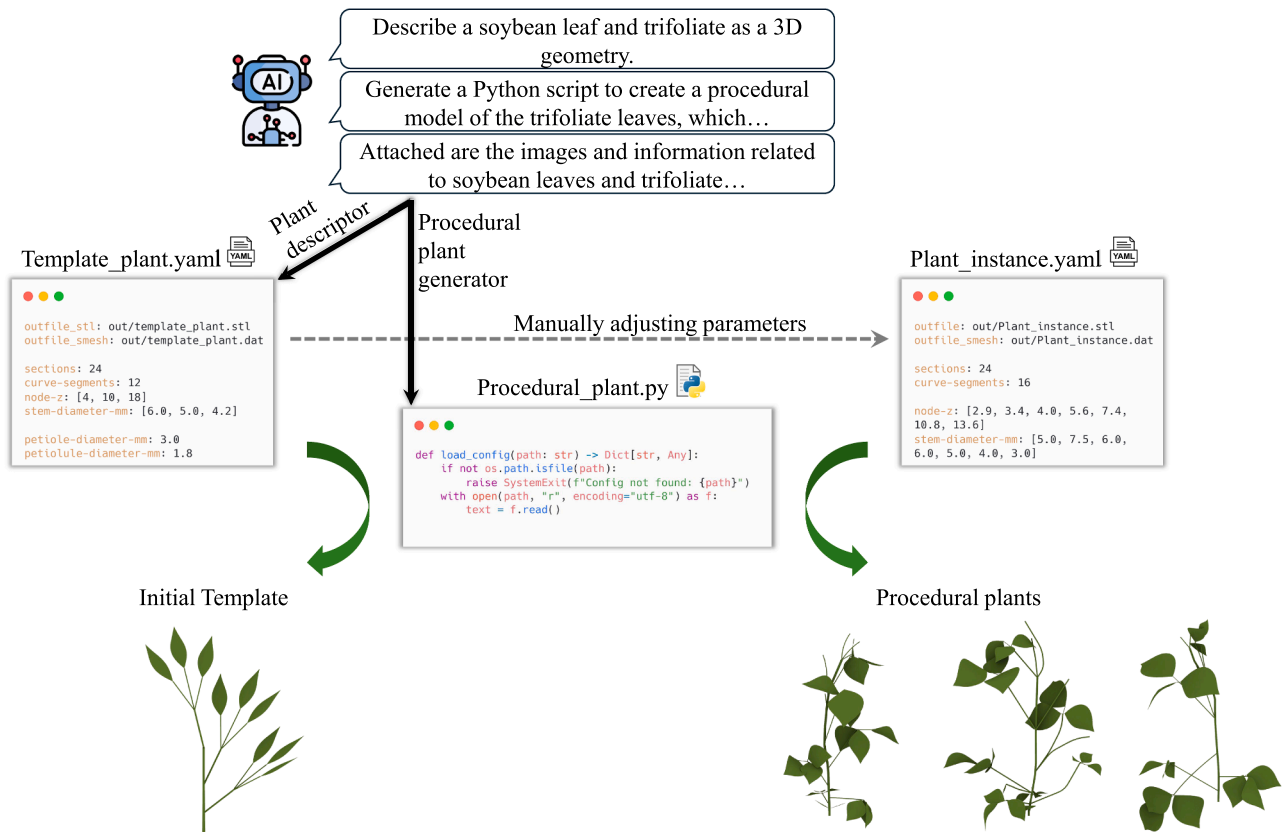 Describe a soybean leaf and trifoliate as a 3D
geometry.
AI
Generate a Python script to create a procedural
model of the trifoliate leaves, which…
Attached are the images and information related
to soybean leaves and trifoliate…
Plant
descriptor
Procedural
plant
generator
Template_plant.yaml
YAML
outfile_stl: out/template_plant.stl
outfile_smesh: out/template_plant.dat
sections: 24
curve-segments: 12
node-z: [4, 10, 18]
stem-diameter-mm: [6.0, 5.0, 4.2]
petiole-diameter-mm: 3.0
petiolule-diameter-mm: 1.8
Manually adjusting parameters
Plant_instance.yaml
YAML
outfile: out/Plant_instance.stl
outfile_smesh: out/Plant_instance.dat
sections: 24
curve-segments: 16
node-z: [2.9, 3.4, 4.0, 5.6, 7.4,
10.8, 13.6]
stem-diameter-mm: [5.0, 7.5, 6.0,
6.0, 5.0, 4.0, 3.0]
Procedural_plant.py
def load_config(path: str) -> Dict[str, Any]:
if not os.path.isfile(path):
raise SystemExit(f"Config not found: {path}")
with open(path, "r", encoding="utf-8") as f:
text = f.read()
Initial Template
Procedural plants